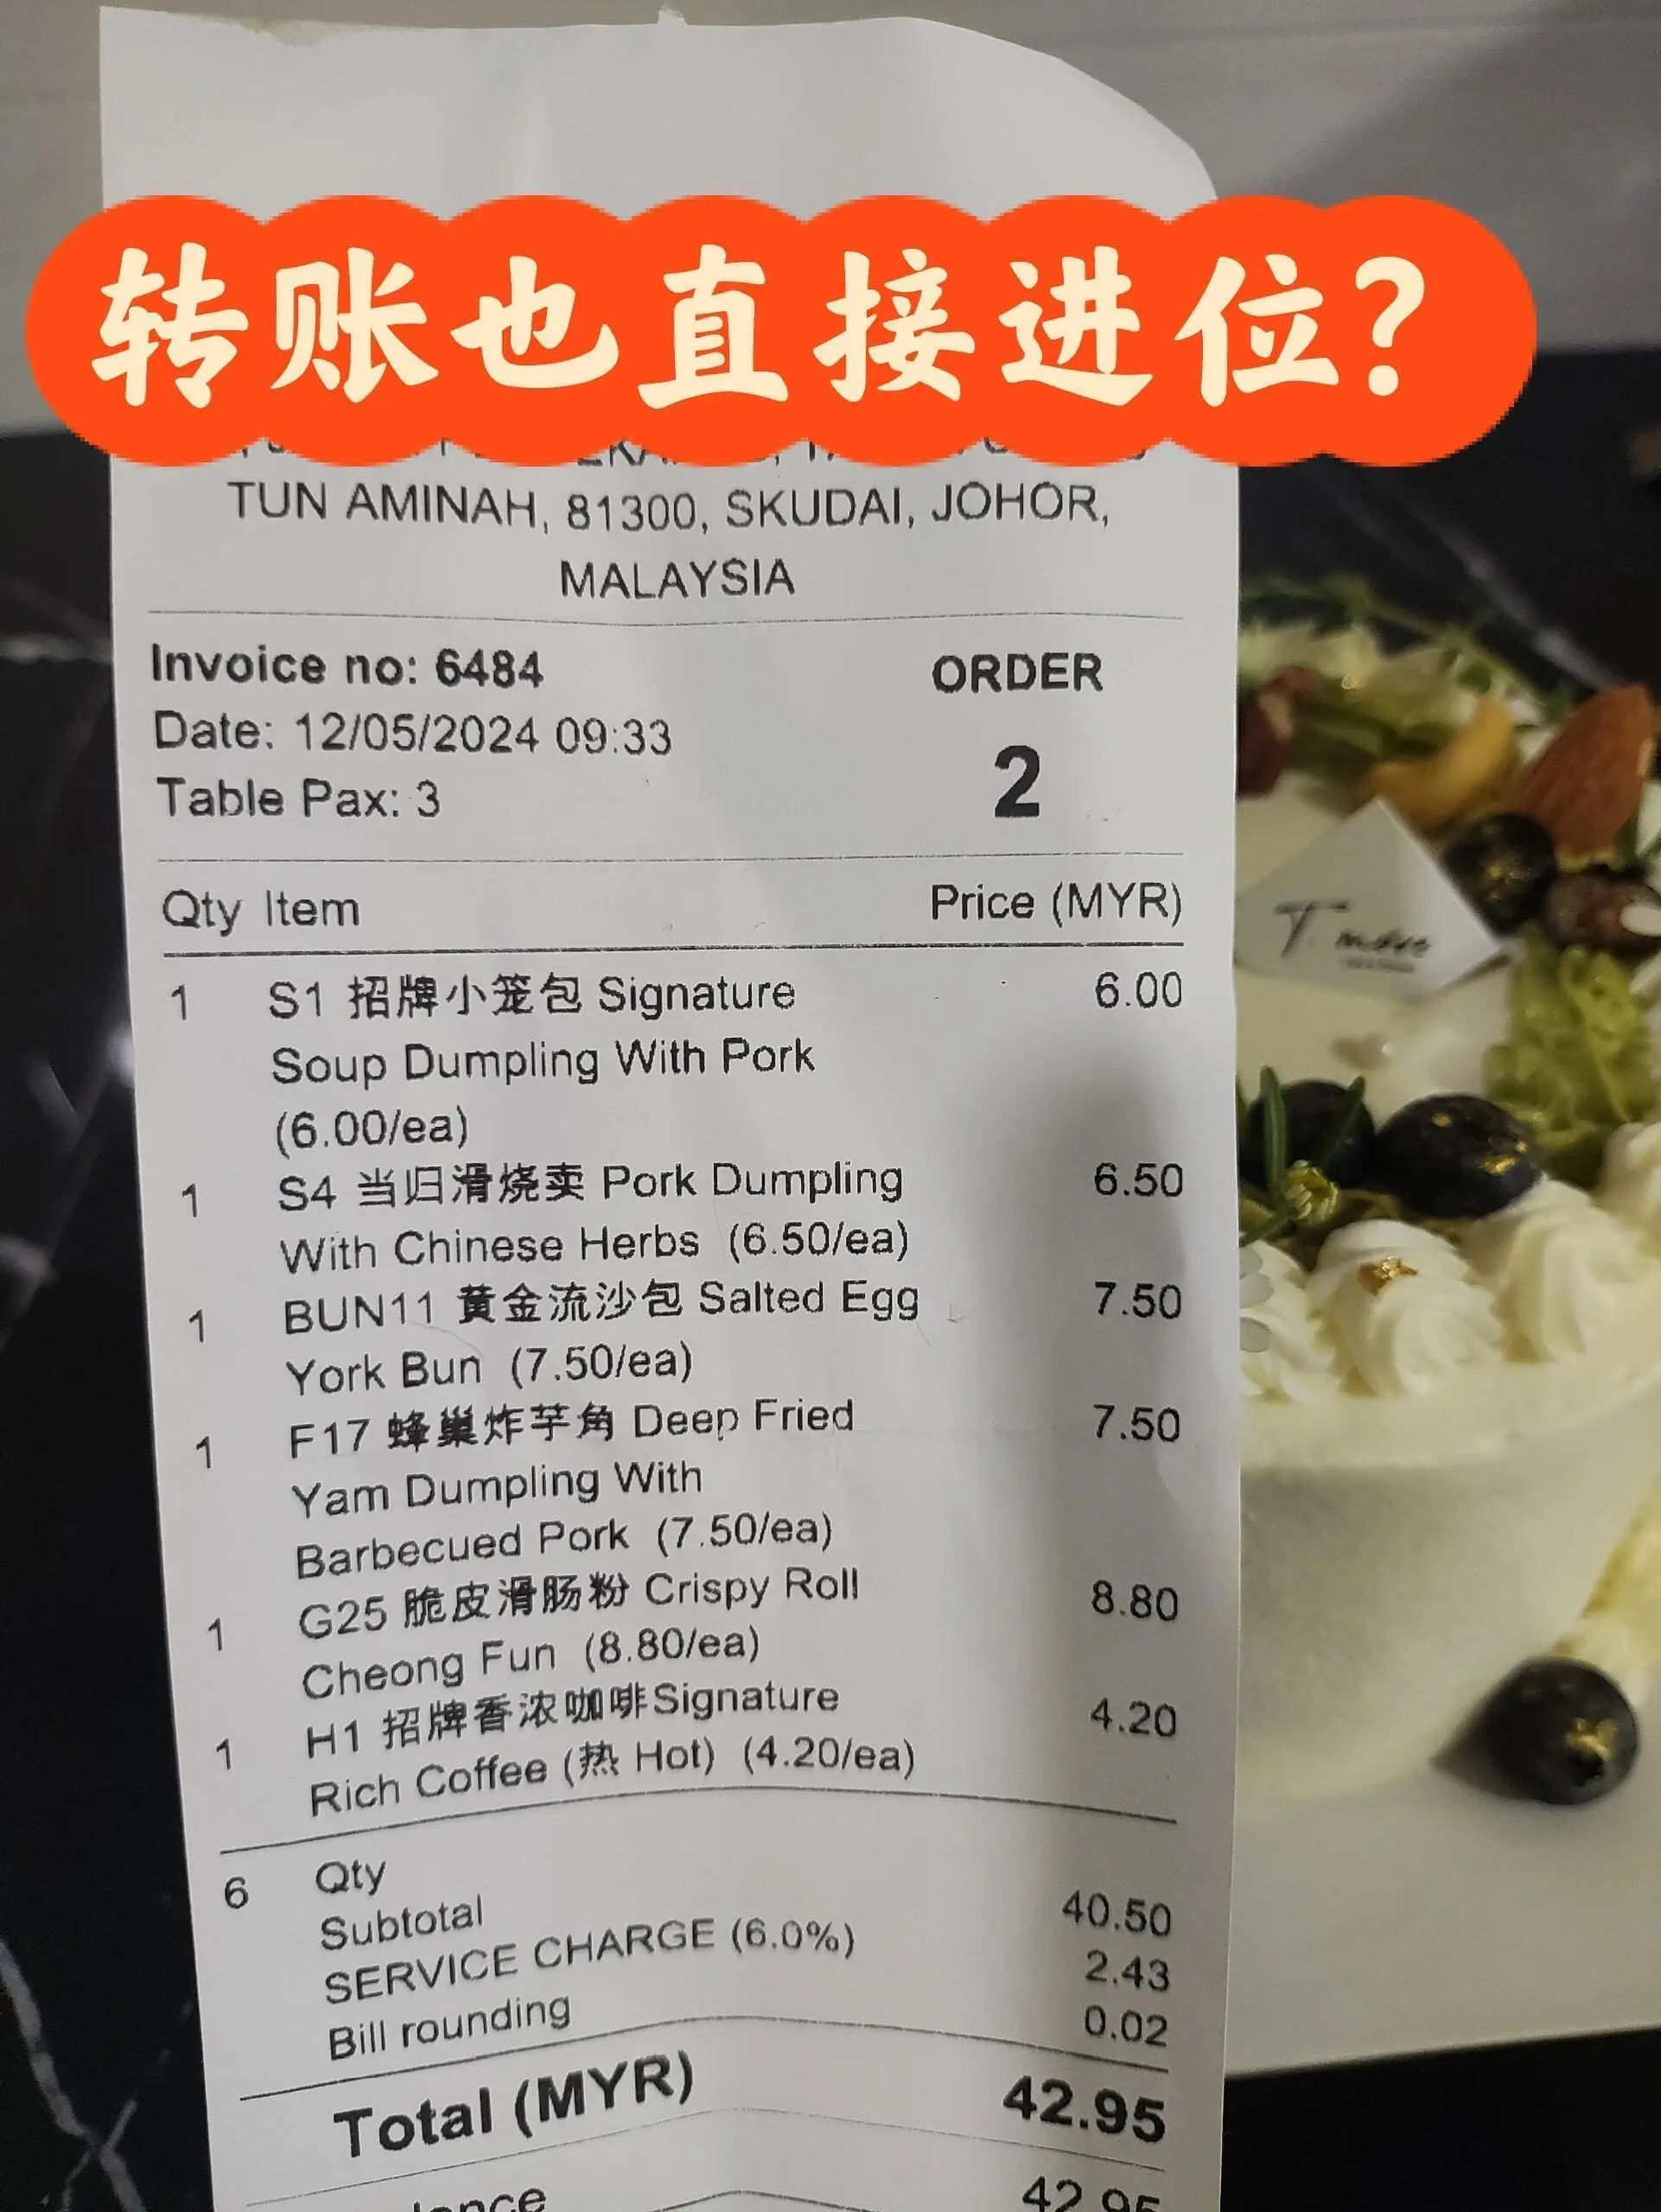 转账也直接进位?
TUN AMINAH, 81300, SKUDAI, JOHOR,
MALAYSIA
Invoice no: 6484
ORDER
Date: 12/05/2024 09:33
2
Table Pax: 3
Qty Item Price (MYR)
1 S1 招牌小笼包 Signature 6.00
Soup Dumpling With Pork
(6.00/ea)
1 S4 当归滑烧卖 Pork Dumpling 6.50
With Chinese Herbs (6.50/ea)
1 BUN11 黄金流沙包 Salted Egg 7.50
York Bun (7.50/ea)
1 F17 蜂巢炸芋角 Deep Fried 7.50
Yam Dumpling With
Barbecued Pork (7.50/ea)
1 G25 脆皮滑肠粉 Crispy Roll 8.80
Cheong Fun (8.80/ea)
1 H1 招牌香浓咖啡Signature 4.20
Rich Coffee (热 Hot) (4.20/ea)
6 Qty
Subtotal 40.50
SERVICE CHARGE (6.0%) 2.43
Bill rounding 0.02
Total (MYR) 42.95
42.95